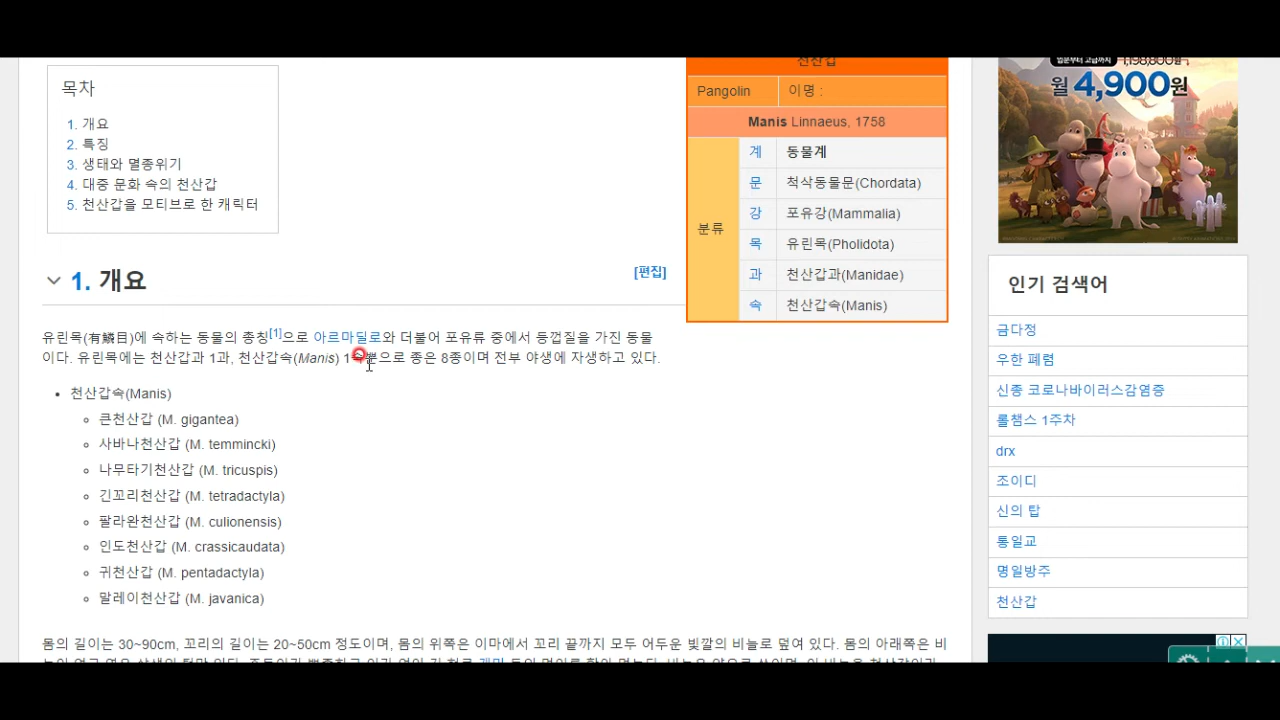 목차
1. 개요
2. 특징
3. 생태와 멸종위기
4. 대중 문화 속의 천산갑
5. 천산갑을 모티브로 한 캐릭터
천산갑
Pangolin 이명 :
Manis Linnaeus, 1758
분류
계 동물계
문 척삭동물문(Chordata)
강 포유강(Mammalia)
목 유린목(Pholidota)
과 천산갑과(Manidae)
속 천산갑속(Manis)
1. 개요 [편집]
유린목(有鱗目)에 속하는 동물의 총칭[1]으로 아르마딜로와 더불어 포유류 중에서 등껍질을 가진 동물
이다. 유린목에는 천산갑과 1과, 천산갑속(Manis) 1속뿐으로 종은 8종이며 전부 야생에 자생하고 있다.
• 천산갑속(Manis)
◦ 큰천산갑 (M. gigantea)
◦ 사바나천산갑 (M. temmincki)
◦ 나무타기천산갑 (M. tricuspis)
◦ 긴꼬리천산갑 (M. tetradactyla)
◦ 팔라완천산갑 (M. culionensis)
◦ 인도천산갑 (M. crassicaudata)
◦ 귀천산갑 (M. pentadactyla)
◦ 말레이천산갑 (M. javanica)
몸의 길이는 30~90cm, 꼬리의 길이는 20~50cm 정도이며, 몸의 위쪽은 이마에서 꼬리 끝까지 모두 어두운 빛깔의 비늘로 덮여 있다. 몸의 아래쪽은 비
월 4,900원
인기 검색어
금다정
우한 폐렴
신종 코로나바이러스감염증
롤챔스 1주차
drx
조이디
신의 탑
통일교
명일방주
천산갑